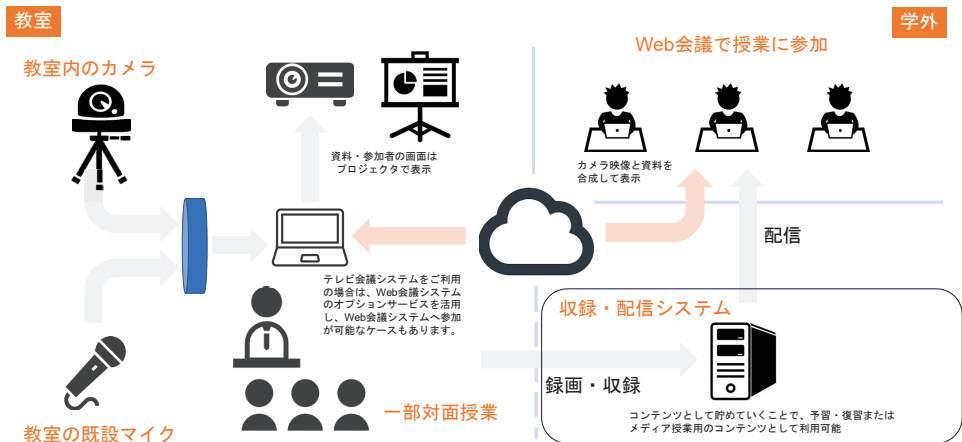 教室
学外
教室内のカメラ
Web会議で授業に参加
資料・参加者の画面は
プロジェクタで表示
カメラ映像と資料を
合成して表示
配信
テレビ会議システムをご利用
の場合は、Web会議システム
のオプションサービスを活用
し、Web会議システムへ参加
が可能なケースもあります。
収録・配信システム
録画・収録
一部対面授業
コンテンツとして貯めていくことで、予習・復習または
メディア授業用のコンテンツとして利用可能
教室の既設マイク